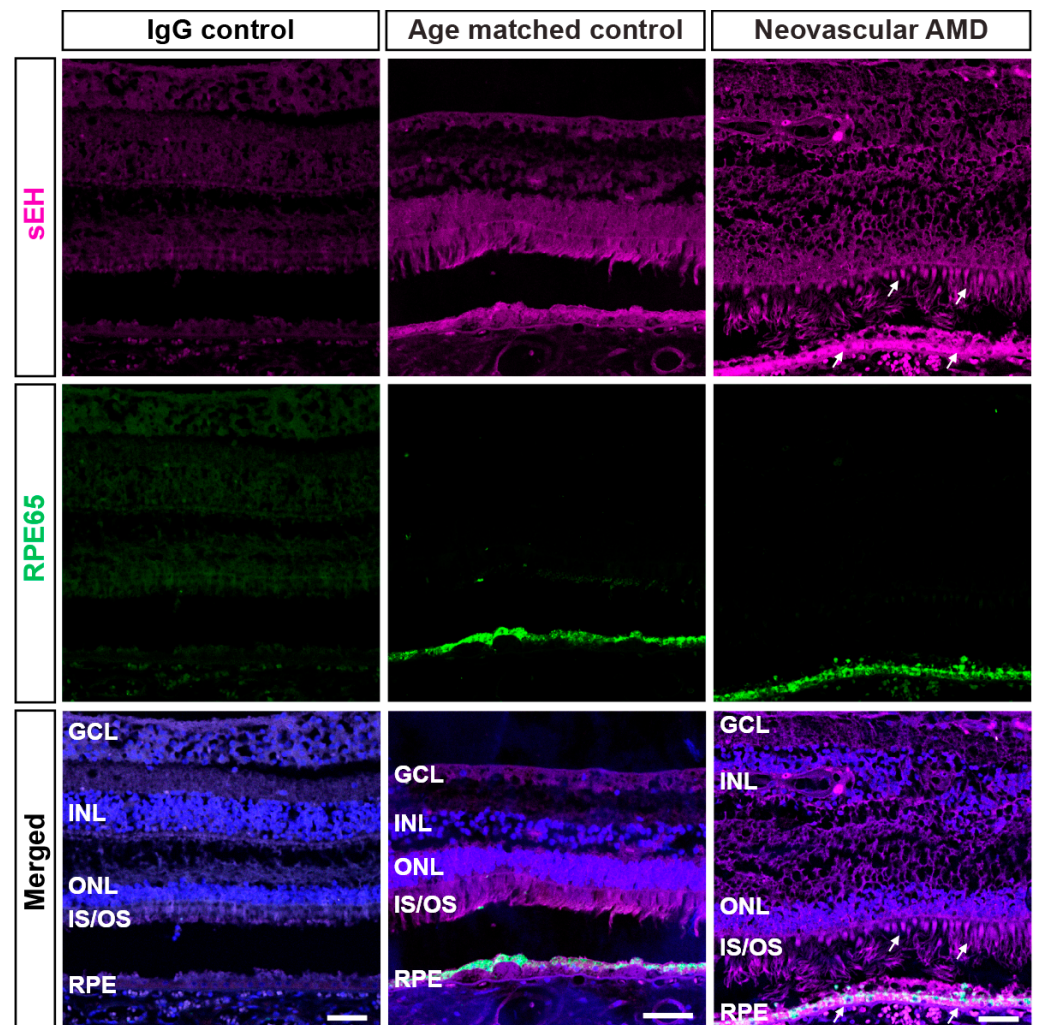 IgG control
Age matched control
Neovascular AMD
sEH
RPE65
Merged
GCL
INL
ONL
IS/OS
RPE
GCL
INL
ONL
IS/OS
RPE
GCL
INL
ONL
IS/OS
RPE